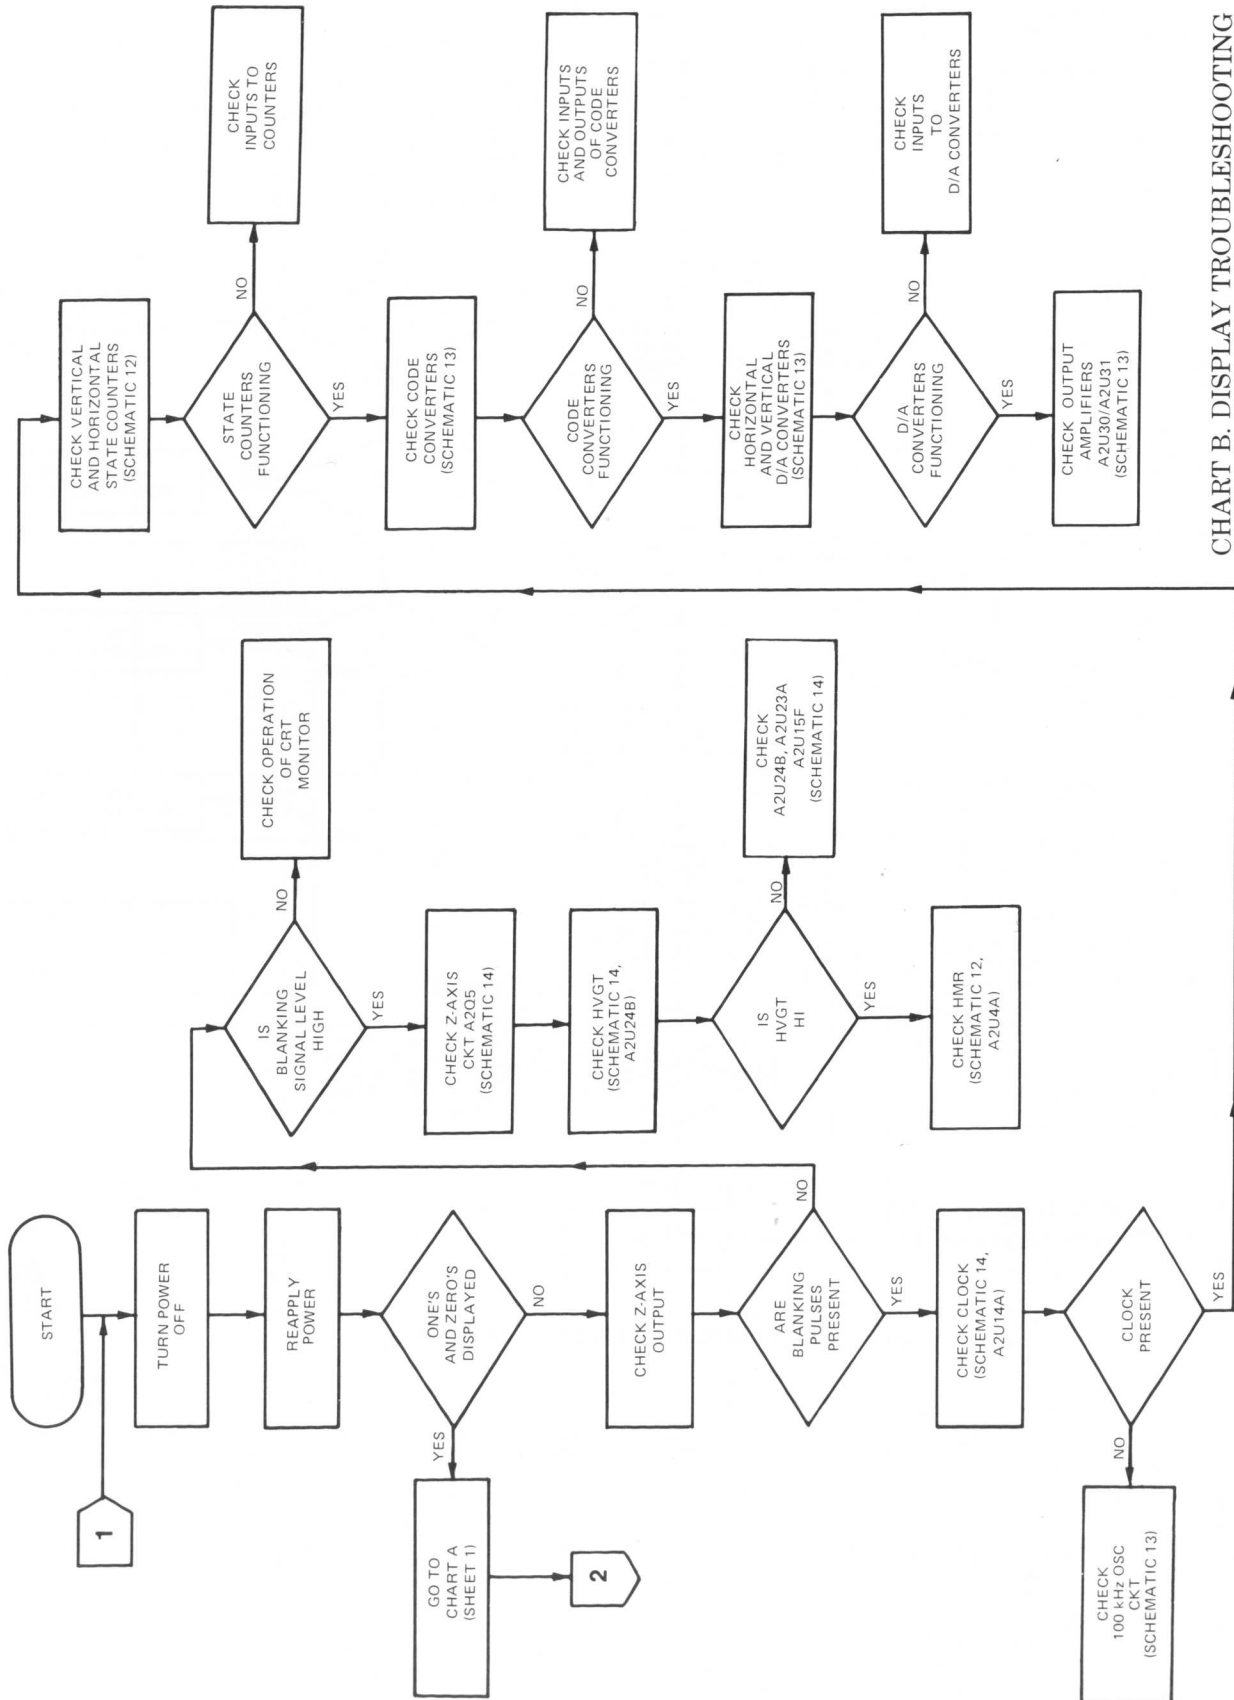 START
1
TURN POWER
OFF
REAPPLY
POWER
ONE'S
AND ZERO'S
DISPLAYED
YES
NO
GO TO
CHART A
(SHEET 1)
2
CHECK Z-AXIS
OUTPUT
ARE
BLANKING
PULSES
PRESENT
NO
YES
CHECK CLOCK
(SCHEMATIC 14,
A2U14A)
CLOCK
PRESENT
NO
YES
CHECK
100 kHz OSC
CKT
(SCHEMATIC 13)
IS
BLANKING
SIGNAL LEVEL
HIGH
NO
YES
CHECK OPERATION
OF CRT
MONITOR
CHECK Z-AXIS
CKT A2Q5
(SCHEMATIC 14)
CHECK HVGT
(SCHEMATIC 14,
A2U24B)
IS
HVGT
HI
NO
YES
CHECK
A2U24B, A2U23A
A2U15F
(SCHEMATIC 14)
CHECK HMR
(SCHEMATIC 12,
A2U4A)
CHECK VERTICAL
AND HORIZONTAL
STATE COUNTERS
(SCHEMATIC 12)
STATE
COUNTERS
FUNCTIONING
NO
YES
CHECK
INPUTS TO
COUNTERS
CHECK CODE
CONVERTERS
(SCHEMATIC 13)
CODE
CONVERTERS
FUNCTIONING
NO
YES
CHECK INPUTS
AND OUTPUTS
OF CODE
CONVERTERS
CHECK
HORIZONTAL
AND VERTICAL
D/A CONVERTERS
(SCHEMATIC 13)
D/A
CONVERTERS
FUNCTIONING
NO
YES
CHECK
INPUTS
TO
D/A CONVERTERS
CHECK OUTPUT
AMPLIFIERS
A2U30/A2U31
(SCHEMATIC 13)
CHART B. DISPLAY TROUBLESHOOTING